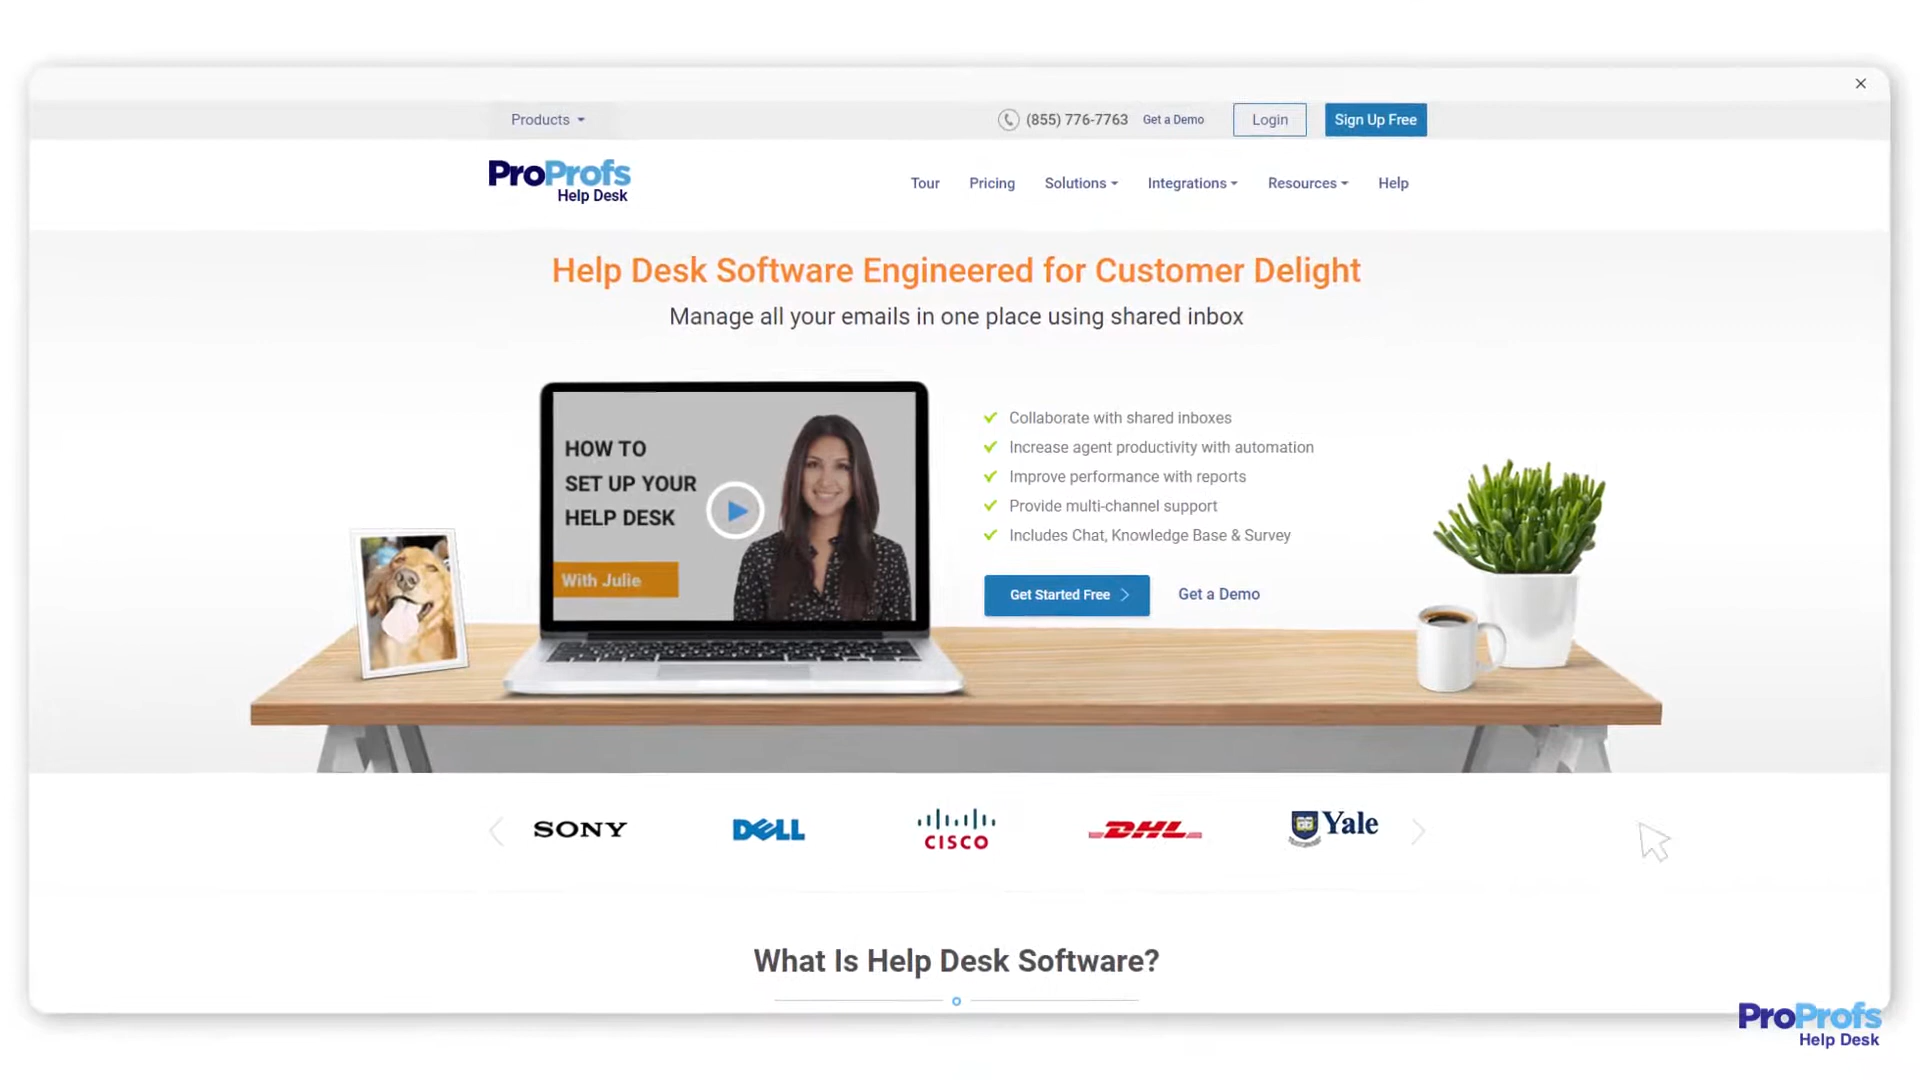 Products
(855) 776-7763
Get a Demo
Login
Sign Up Free
ProProfs
Help Desk
Tour
Pricing
Solutions
Integrations
Resources
Help
Help Desk Software Engineered for Customer Delight
Manage all your emails in one place using shared inbox
HOW TO
SET UP YOUR
HELP DESK
With Julie
Collaborate with shared inboxes
Increase agent productivity with automation
Improve performance with reports
Provide multi-channel support
Includes Chat, Knowledge Base & Survey
Get Started Free
Get a Demo
SONY
DELL
CISCO
DHL
Yale
What Is Help Desk Software?
ProProfs
Help Desk